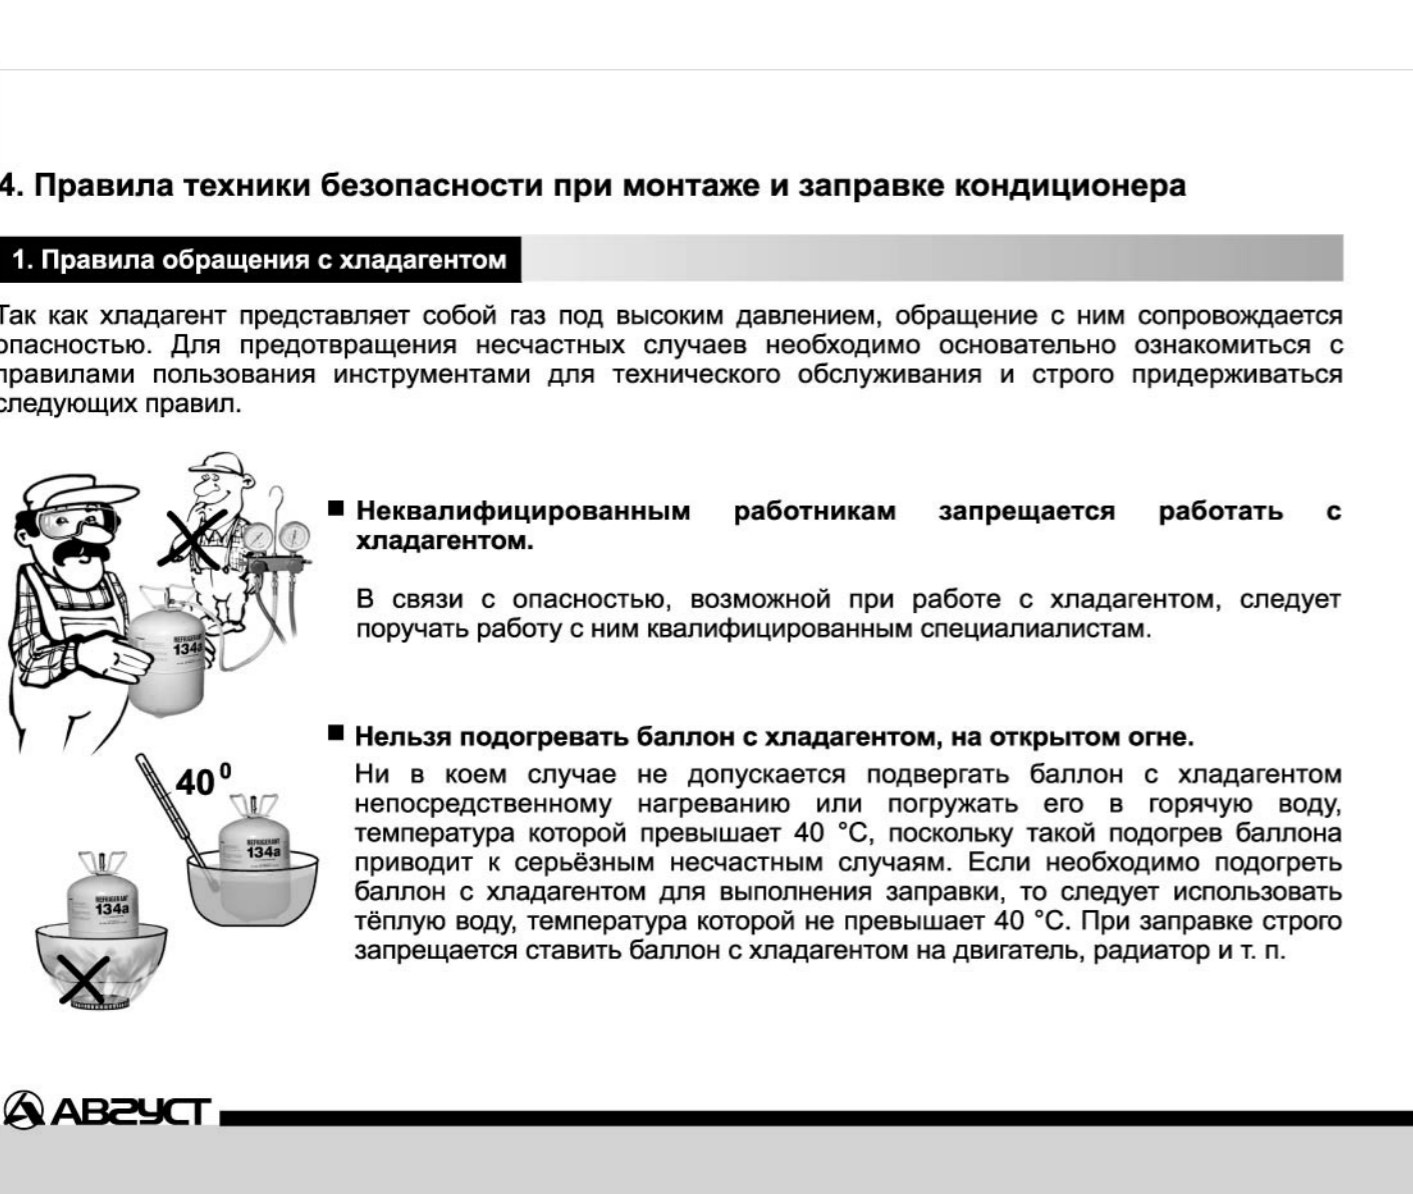 4. Правила техники безопасности при монтаже и заправке кондиционера
1. Правила обращения с хладагентом
Так как хладагент представляет собой газ под высоким давлением, обращение с ним сопровождается
опасностью. Для предотвращения несчастных случаев необходимо основательно ознакомиться с
правилами пользования инструментами для технического обслуживания и строго придерживаться
следующих правил.
Неквалифицированным работникам запрещается работать с
хладагентом.
В связи с опасностью, возможной при работе с хладагентом, следует
поручать работу с ним квалифицированным специалиалистам.
REFRIGERANT
134a
Нельзя подогревать баллон с хладагентом, на открытом огне.
Ни в коем случае не допускается подвергать баллон с хладагентом
непосредственному нагреванию или погружать его в горячую воду,
температура которой превышает 40 °С, поскольку такой подогрев баллона
приводит к серьёзным несчастным случаям. Если необходимо подогреть
баллон с хладагентом для выполнения заправки, то следует использовать
тёплую воду, температура которой не превышает 40 °С. При заправке строго
запрещается ставить баллон с хладагентом на двигатель, радиатор и т. п.
40⁰
REFRIGERANT
134a
REFRIGERANT
134a
АВГУСТ